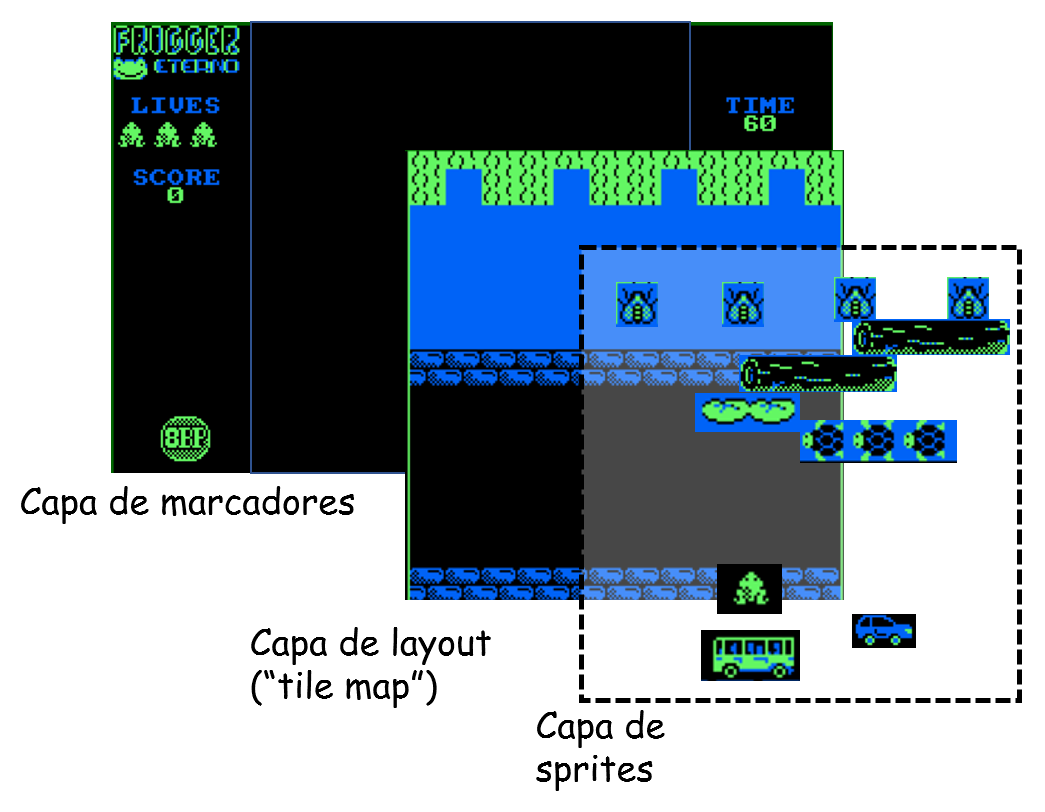 FROGGER
ETERNO
LIVES
SCORE
0
TIME
60
8BP
Capa de marcadores
Capa de layout
(“tile map”)
Capa de
sprites